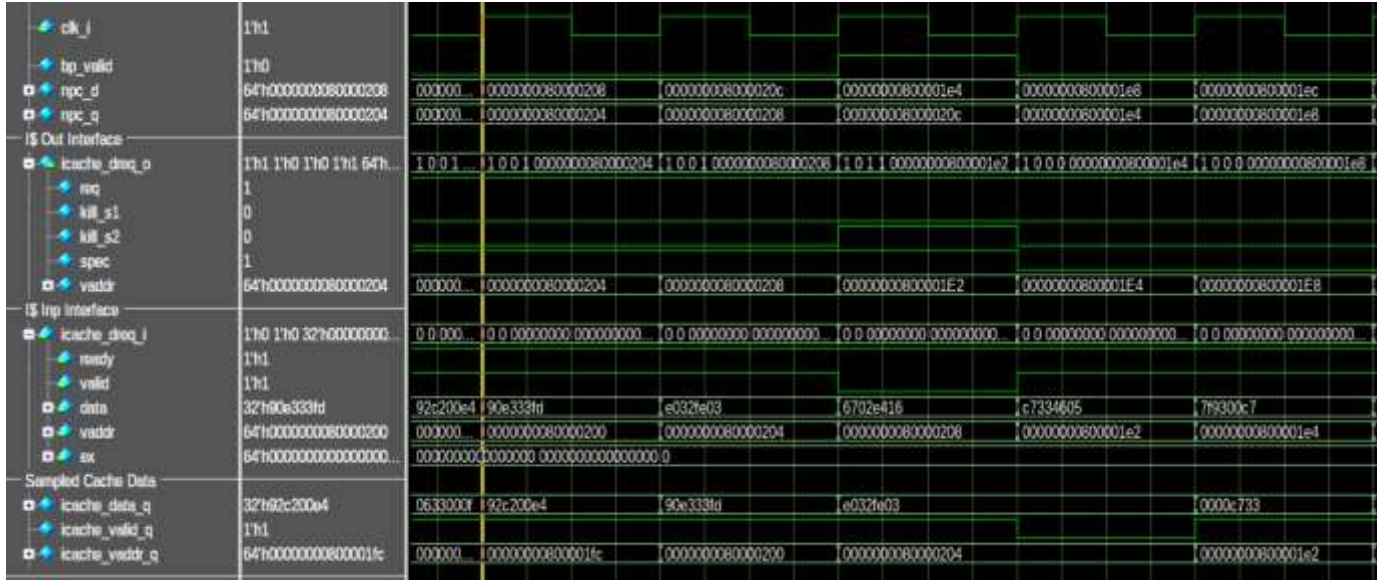 clk_i 1'h1
bp_valid 1'h0
npc_d 64'h0000000080000208 000000... 0000000080000208 000000008000020c 00000000800001e4 00000000800001e8 00000000800001ec
npc_q 64'h0000000080000204 000000... 0000000080000204 0000000080000208 000000008000020c 00000000800001e4 00000000800001e8
I$ Out Interface
icache_dreq_o 1'h1 1'h0 1'h0 1'h1 64'h... 1 0 0 1 ... 1 0 0 1 0000000080000204 1 0 0 1 0000000080000208 1 0 1 1 00000000800001e2 1 0 0 0 00000000800001e4 1 0 0 0 00000000800001e8
req 1
kill_s1 0
kill_s2 0
spec 1
vaddr 64'h0000000080000204 000000... 0000000080000204 0000000080000208 00000000800001E2 00000000800001E4 00000000800001E8
I$ Inp Interface
icache_dreq_i 1'h0 1'h0 32'h00000000... 0 0 000... 0 0 00000000 000000000... 0 0 00000000 000000000... 0 0 00000000 000000000... 0 0 00000000 000000000... 0 0 00000000 000000000...
ready 1'h1
valid 1'h1
data 32'h90e333fd 92c200e4 90e333fd e032fe03 6702e416 c7334605 7f9300c7
vaddr 64'h0000000080000200 000000... 0000000080000200 0000000080000204 0000000080000208 00000000800001e2 00000000800001e4
ex 64'h0000000000000000...
Sampled Cache Data
icache_data_q 32'h92c200e4 0633000f 92c200e4 90e333fd e032fe03 0000c733
icache_valid_q 1'h1
icache_vaddr_q 64'h00000000800001fc 000000... 00000000800001fc 0000000080000200 0000000080000204 00000000800001e2